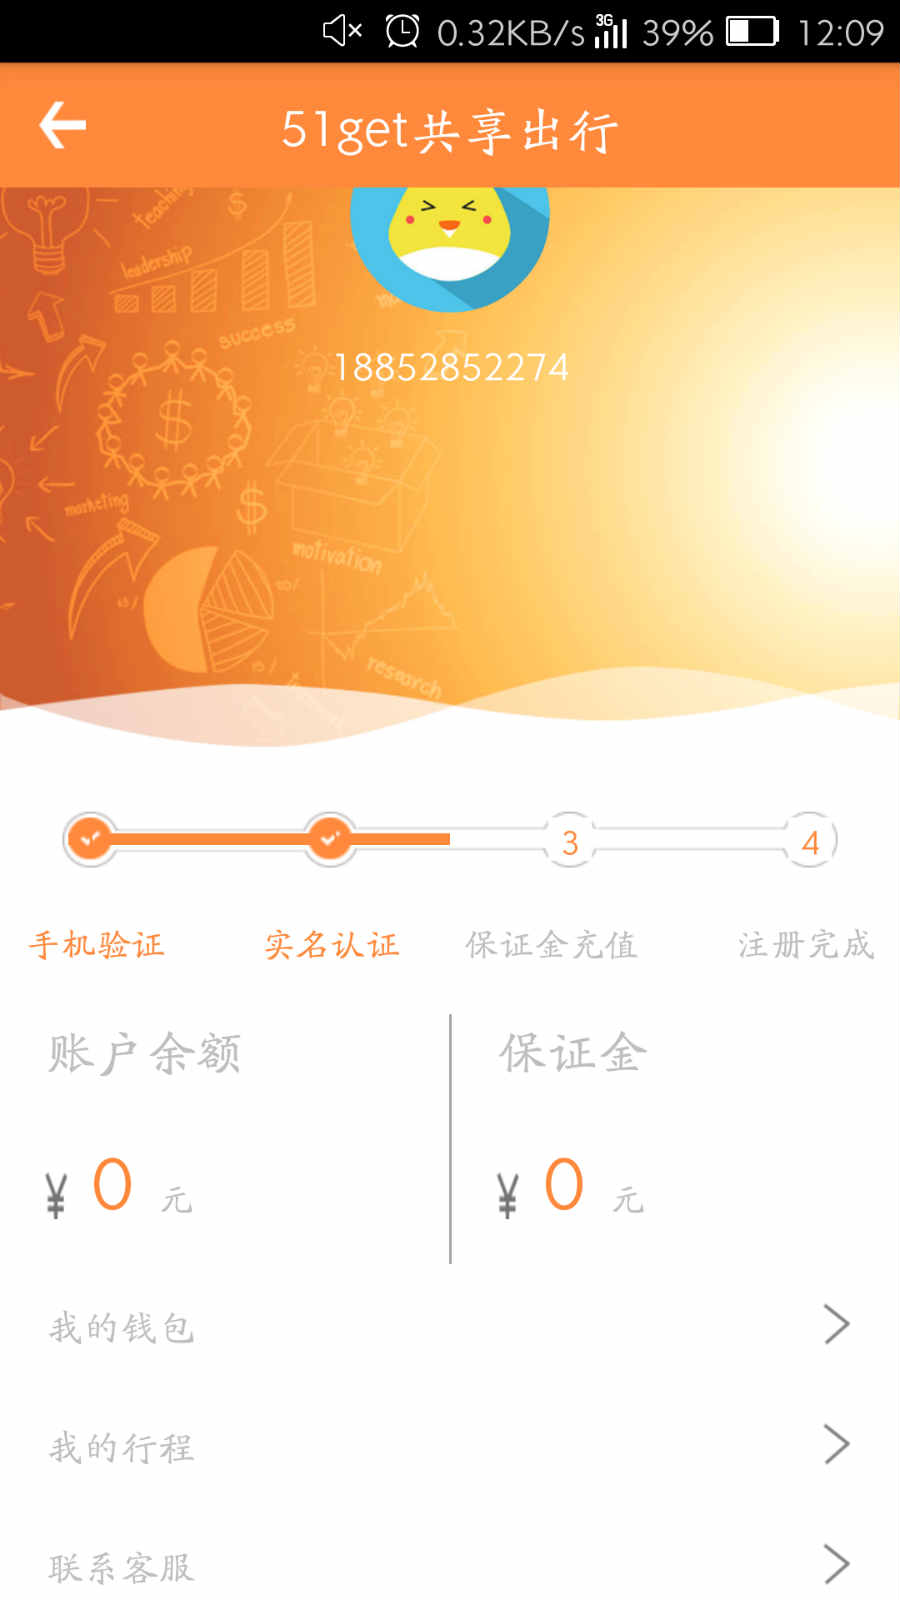 0.32KB/s 3G 39% 12:09
51get共享出行
teaching
$
leadership
success
18852852274
$
marketing
$
motivation
research
3 4
手机验证 实名认证 保证金充值 注册完成
账户余额 保证金
¥ 0 元 ¥ 0 元
我的钱包
我的行程
联系客服